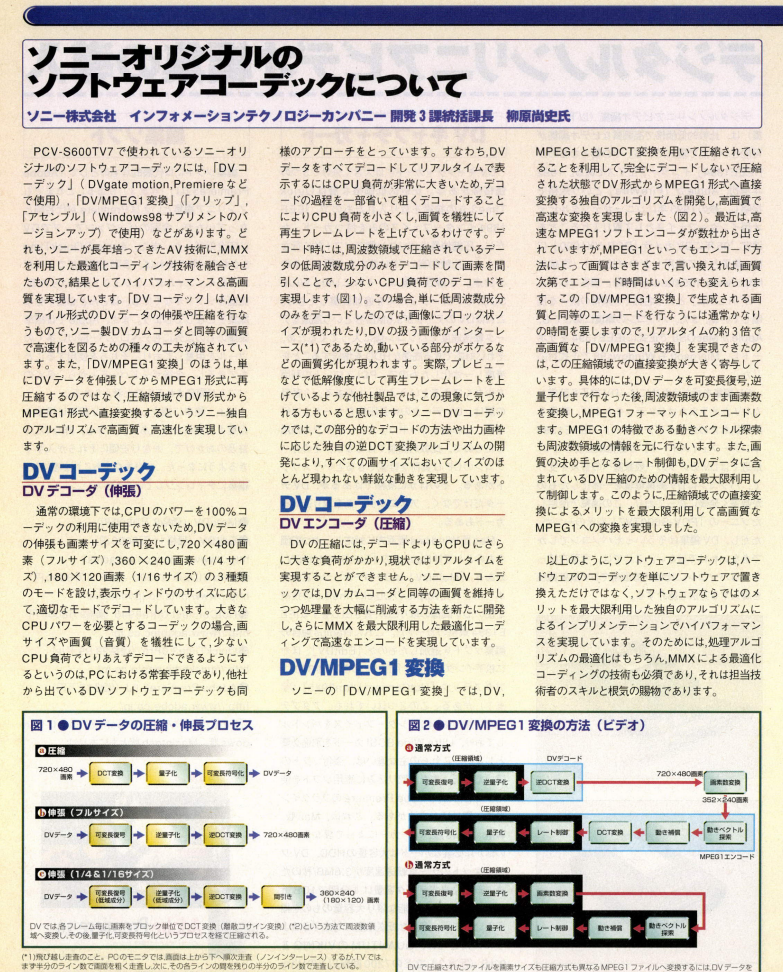 ソニーオリジナルの
ソフトウェアコーデックについて
ソニー株式会社 インフォメーションテクノロジーカンパニー 開発3課統括課長 柳原尚史氏
PCV-S600TV7で使われているソニーオリ
ジナルのソフトウェアコーデックには,「DVコ
ーデック」(DVgate motion,Premiereなど
で使用),「DV/MPEG1変換」(「クリップ」,
「アセンブル」(Windows98サプリメントのバ
ージョンアップ)で使用)などがあります。ど
れも,ソニーが長年培ってきたAV技術に,MMX
を利用した最適化コーディング技術を融合させ
たもので,結果としてハイパフォーマンス&高画
質を実現しています。「DVコーデック」は,AVI
ファイル形式のDVデータの伸張や圧縮を行な
うもので,ソニー製DVカムコーダと同等の画質
で高速化を図るための種々の工夫が施されてい
ます。また,「DV/MPEG1変換」のほうは,単
にDVデータを伸張してからMPEG1形式に再
圧縮するのではなく,圧縮領域でDV形式から
MPEG1形式へ直接変換するというソニー独自
のアルゴリズムで高画質・高速化を実現してい
ます。
DVコーデック
DVデコーダ(伸張)
通常の環境下では,CPUのパワーを100%コ
ーデックの利用に使用できないため,DVデータ
の伸張も画素サイズを可変にし,720×480画
素(フルサイズ),360×240画素(1/4サイ
ズ),180×120画素(1/16サイズ)の3種類
のモードを設け,表示ウィンドウのサイズに応じ
て,適切なモードでデコードしています。大きな
CPUパワーを必要とするコーデックの場合,画
サイズや画質(音質)を犠牲にして,少ない
CPU負荷でとりあえずデコードできるようにす
るというのは,PCにおける常套手段であり,他社
から出ているDVソフトウェアコーデックも同
様のアプローチをとっています。すなわち,DV
データをすべてデコードしてリアルタイムで表
示するにはCPU負荷が非常に大きいため,デコ
ードの過程を一部省いて粗くデコードすること
によりCPU負荷を小さくし,画質を犠牲にして
再生フレームレートを上げているわけです。デ
コード時には,周波数領域で圧縮されているデー
タの低周波数成分のみをデコードして画素を間
引くことで,少ないCPU負荷でのデコードを
実現します(図1)。この場合,単に低周波数成分
のみをデコードしたのでは,画像にブロック状ノ
イズが現われたり,DVの扱う画像がインターレ
ース(*1)であるため,動いている部分がボケるな
どの画質劣化が現われます。実際,プレビュー
などで低解像度にして再生フレームレートを上
げているような他社製品では,この現象に気づか
れる方もいると思います。ソニーDVコーデッ
クでは,この部分的なデコードの方法や出力画枠
に応じた独自の逆DCT変換アルゴリズムの開
発により,すべての画サイズにおいてノイズのほ
とんど現われない鮮鋭な動きを実現しています。
DVコーデック
DVエンコーダ(圧縮)
DVの圧縮には,デコードよりもCPUにさら
に大きな負荷がかかり,現状ではリアルタイムを
実現することができません。ソニーDVコーデ
ックでは,DVカムコーダと同等の画質を維持し
つつ処理量を大幅に削減する方法を新たに開発
し,さらにMMXを最大限利用した最適化コーデ
ィングで高速なエンコードを実現しています。
DV/MPEG1変換
ソニーの「DV/MPEG1変換」では,DV,
MPEG1ともにDCT変換を用いて圧縮されてい
ることを利用して,完全にデコードしないで圧縮
された状態でDV形式からMPEG1形式へ直接
変換する独自のアルゴリズムを開発し,高画質で
高速な変換を実現しました(図2)。最近は,高
速なMPEG1ソフトエンコーダが数社から出さ
れていますが,MPEG1といってもエンコード方
法によって画質はさまざまで,言い換えれば,画質
次第でエンコード時間はいくらでも変えられま
す。この「DV/MPEG1変換」で生成される画
質と同等のエンコードを行なうには通常かなり
の時間を要しますので,リアルタイムの約3倍で
高画質な「DV/MPEG1変換」を実現できたの
は,この圧縮領域での直接変換が大きく寄与して
います。具体的には,DVデータを可変長復号,逆
量子化まで行なった後,周波数領域のまま画素数
を変換し,MPEG1フォーマットへエンコードし
ます。MPEG1の特徴である動きベクトル探索
も周波数領域の情報を元に行ないます。また,画
質の決め手となるレート制御も,DVデータに含
まれているDV圧縮のための情報を最大限利用し
て制御します。このように,圧縮領域での直接変
換によるメリットを最大限利用して高画質な
MPEG1への変換を実現しました。
以上のように,ソフトウェアコーデックは,ハー
ドウェアのコーデックを単にソフトウェアで置き
換えただけではなく,ソフトウェアならではのメ
リットを最大限利用した独自のアルゴリズムに
よるインプリメンテーションでハイパフォーマン
スを実現しています。そのためには,処理アルゴ
リズムの最適化はもちろん,MMXによる最適化
コーディングの技術も必須であり,それは担当技
術者のスキルと根気の賜物であります。
図1●DVデータの圧縮・伸長プロセス
ⓐ圧縮
720×480画素 DCT変換 量子化 可変長符号化 DVデータ
ⓑ伸張(フルサイズ)
DVデータ 可変長復号 逆量子化 逆DCT変換 720×480画素
ⓒ伸張(1/4&1/16サイズ)
DVデータ 可変長復号(低域成分) 逆量子化(低域成分) 逆DCT変換 間引き 360×240(180×120)画素
DVでは,各フレーム毎に,画素をブロック単位でDCT変換(離散コサイン変換)(*2)という方法で周波数領
域へ変換し,その後,量子化,可変長符号化というプロセスを経て圧縮される。
(*1)飛び越し走査のこと。PCのモニタでは,画面は上から下へ順次走査(ノンインターレース)するが,TVでは,
まず半分のライン数で画面を粗く走査し,次に,その各ラインの間を残りの半分のライン数で走査している。
図2●DV/MPEG1変換の方法(ビデオ)
ⓐ通常方式
(圧縮領域) DVデコード
可変長復号 逆量子化 逆DCT変換 720×480画素 画素数変換
352×240画素
(圧縮領域)
可変長符号化 量子化 レート制御 DCT変換 動き補償 動きベクトル探索
MPEG1エンコード
ⓑ通常方式
(圧縮領域)
可変長復号 逆量子化 画素数変換
可変長符号化 量子化 レート制御 動き補償 動きベクトル探索
DVで圧縮されたファイルを画素サイズも圧縮方式も異なるMPEG1ファイルへ変換するには,DVデータを